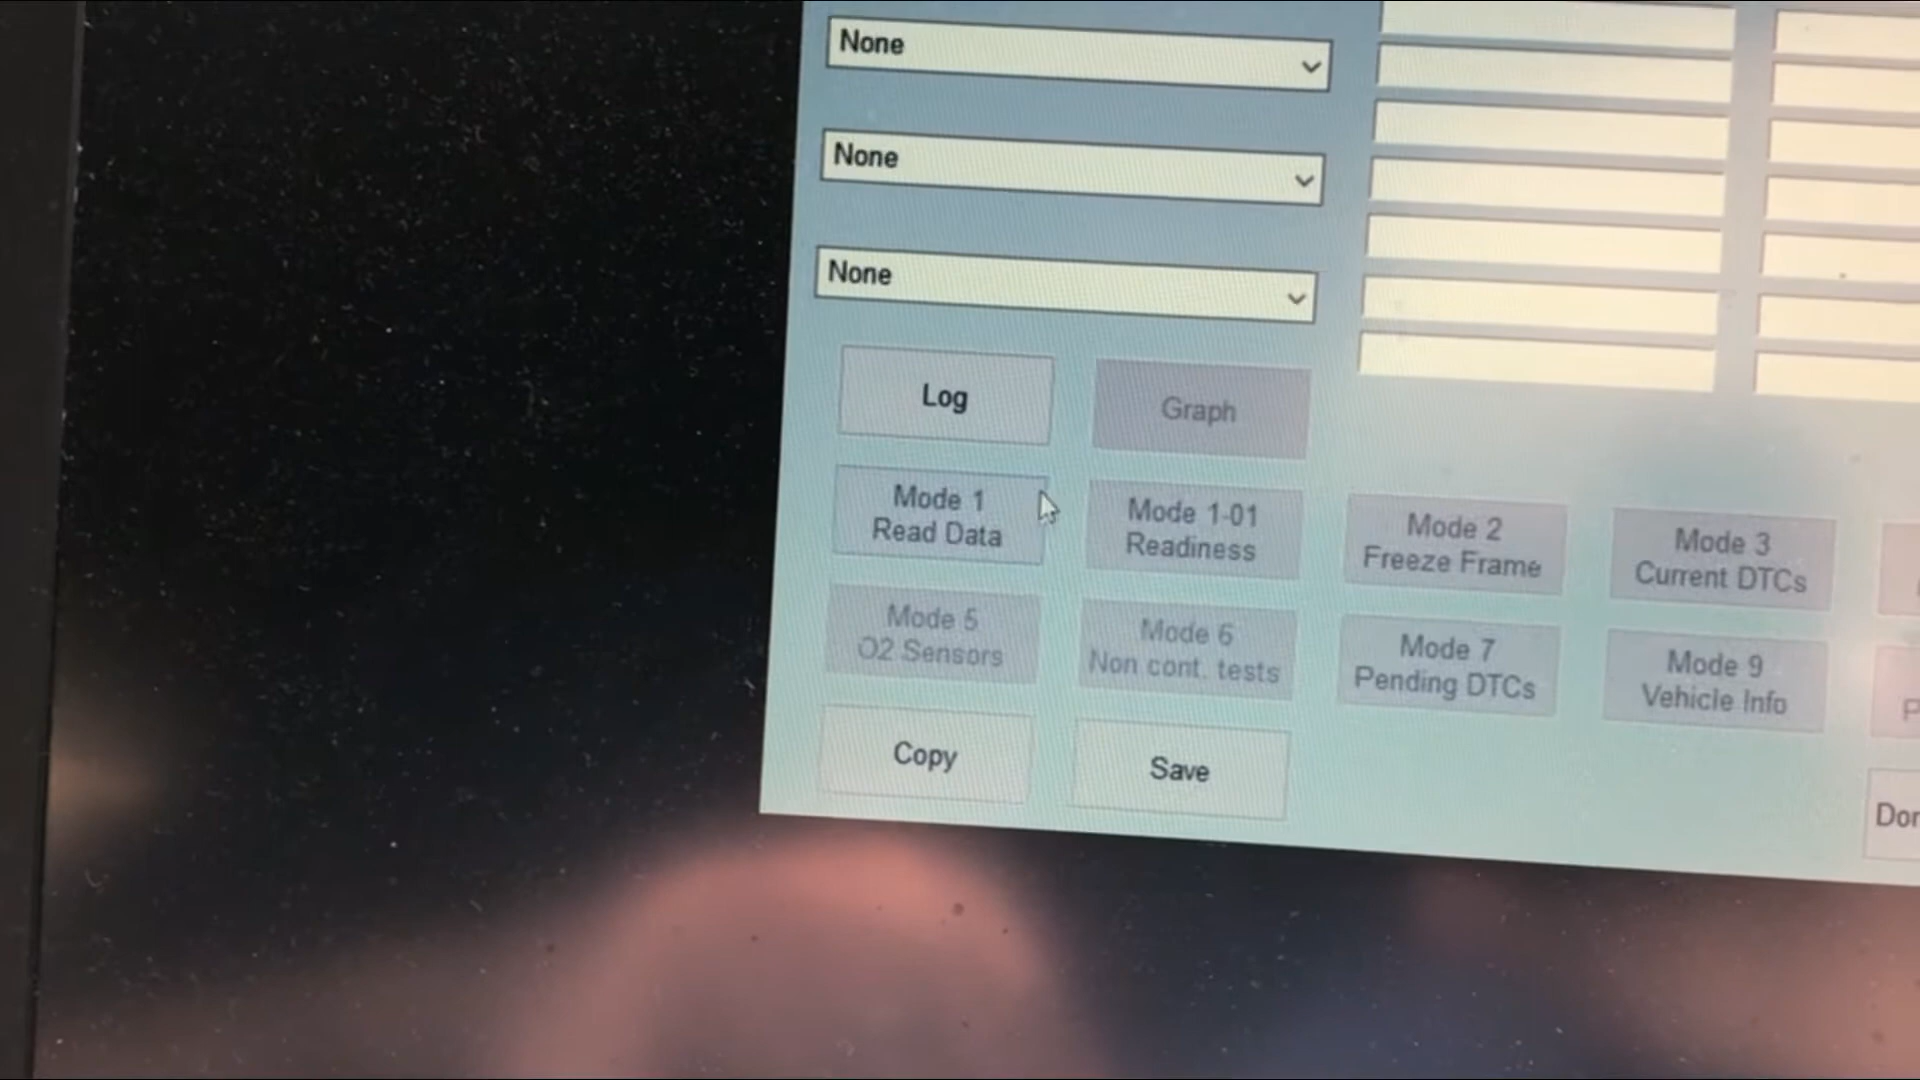 None
None
None
Log
Graph
Mode 1
Read Data
Mode 1-01
Readiness
Mode 2
Freeze Frame
Mode 3
Current DTCs
Mode 5
O2 Sensors
Mode 6
Non cont. tests
Mode 7
Pending DTCs
Mode 9
Vehicle Info
P
Copy
Save
Dor